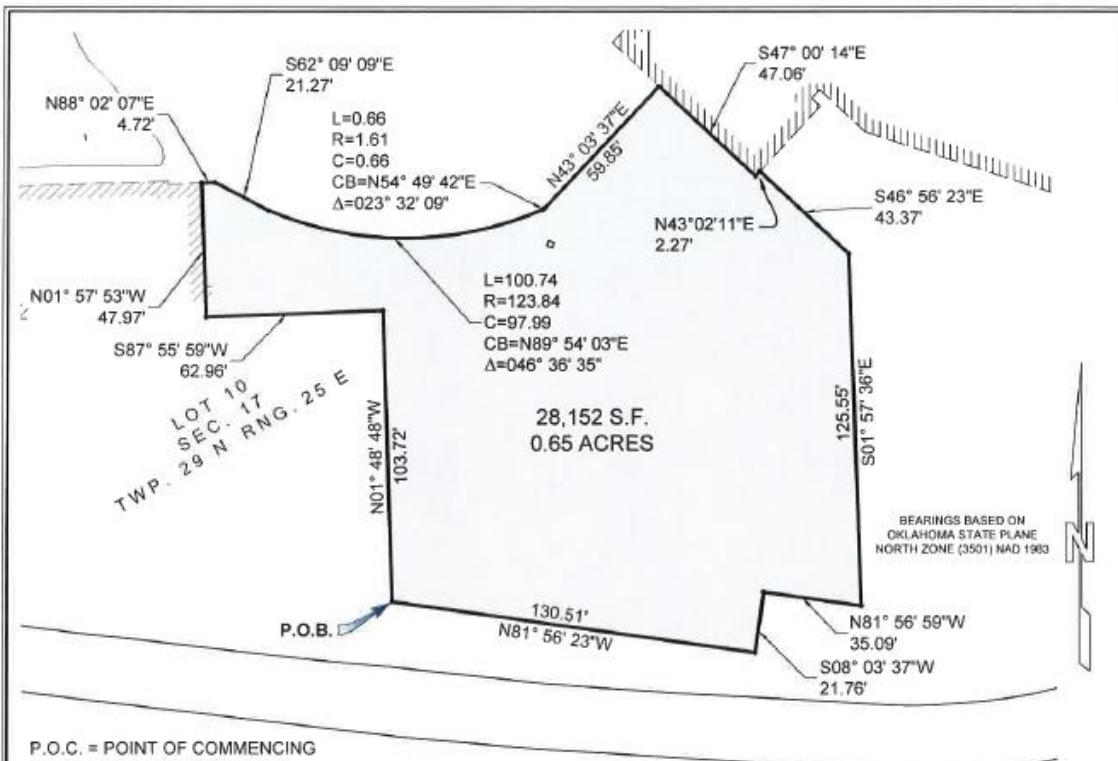 S62° 09' 09"E
21.27'
N88° 02' 07"E
4.72'
L=0.66
R=1.61
C=0.66
CB=N54° 49' 42"E
Δ=023° 32' 09"
N43° 03' 37"E
59.85'
S47° 00' 14"E
47.06'
S46° 56' 23"E
43.37'
N43°02'11"E
2.27'
N01° 57' 53"W
47.97'
S87° 55' 59"W
62.96'
L=100.74
R=123.84
C=97.99
CB=N89° 54' 03"E
Δ=046° 36' 35"
LOT 10
SEC. 17
TWP. 29 N RNG. 25 E
N01° 48' 48"W
103.72'
28,152 S.F.
0.65 ACRES
125.55'
S01° 57' 36"E
BEARINGS BASED ON
OKLAHOMA STATE PLANE
NORTH ZONE (3501) NAD 1983
N
P.O.B.
130.51'
N81° 56' 23"W
N81° 56' 59"W
35.09'
S08° 03' 37"W
21.76'
P.O.C. = POINT OF COMMENCING